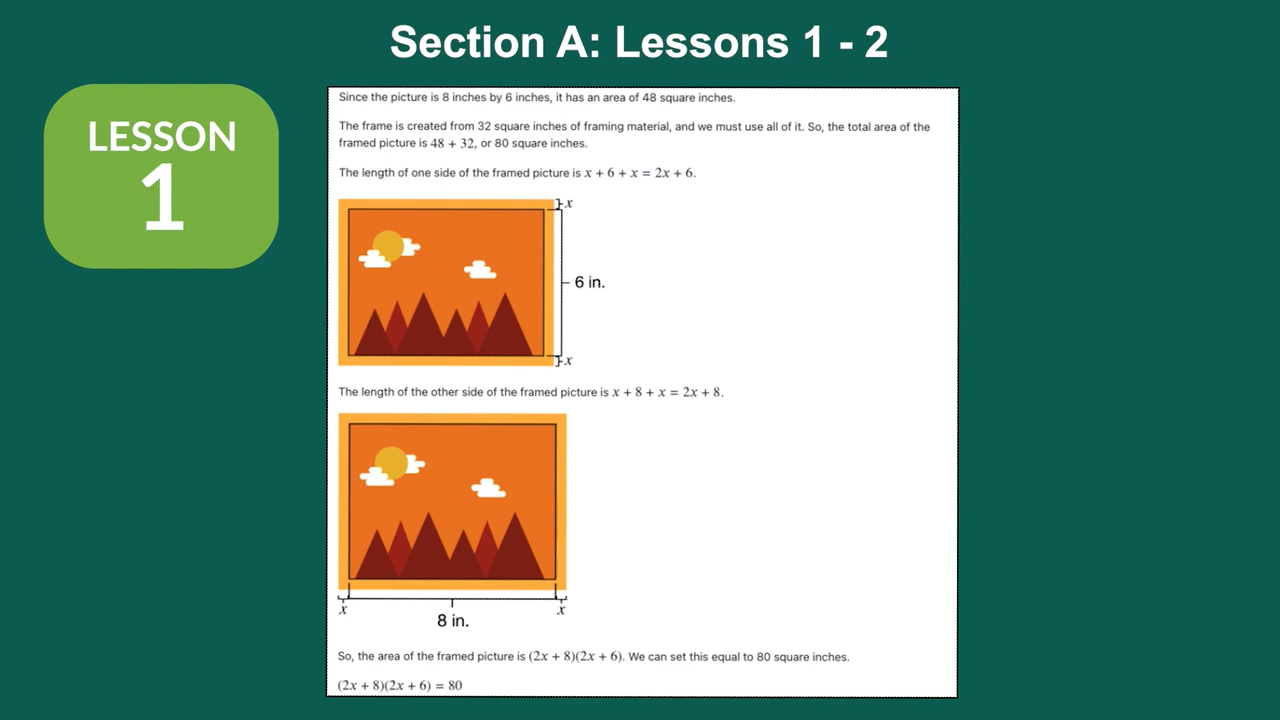 Section A: Lessons 1 - 2
LESSON
1
Since the picture is 8 inches by 6 inches, it has an area of 48 square inches.
The frame is created from 32 square inches of framing material, and we must use all of it. So, the total area of the
framed picture is 48 + 32, or 80 square inches.
The length of one side of the framed picture is x + 6 + x = 2x + 6.
x
6 in.
x
The length of the other side of the framed picture is x + 8 + x = 2x + 8.
x
x
8 in.
So, the area of the framed picture is (2x + 8)(2x + 6). We can set this equal to 80 square inches.
(2x + 8)(2x + 6) = 80